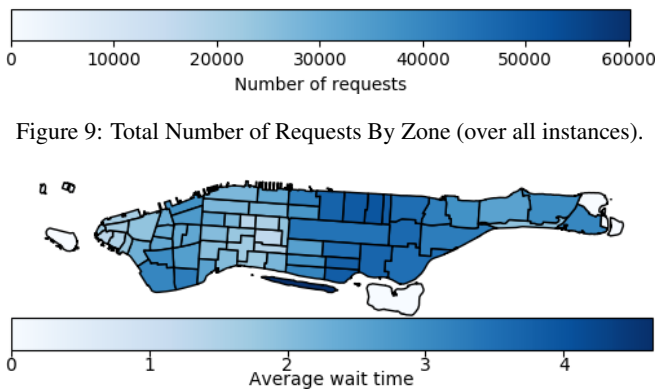 0 10000 20000 30000 40000 50000 60000
Number of requests
Figure 9: Total Number of Requests By Zone (over all instances).
0 1 2 3 4
Average wait time